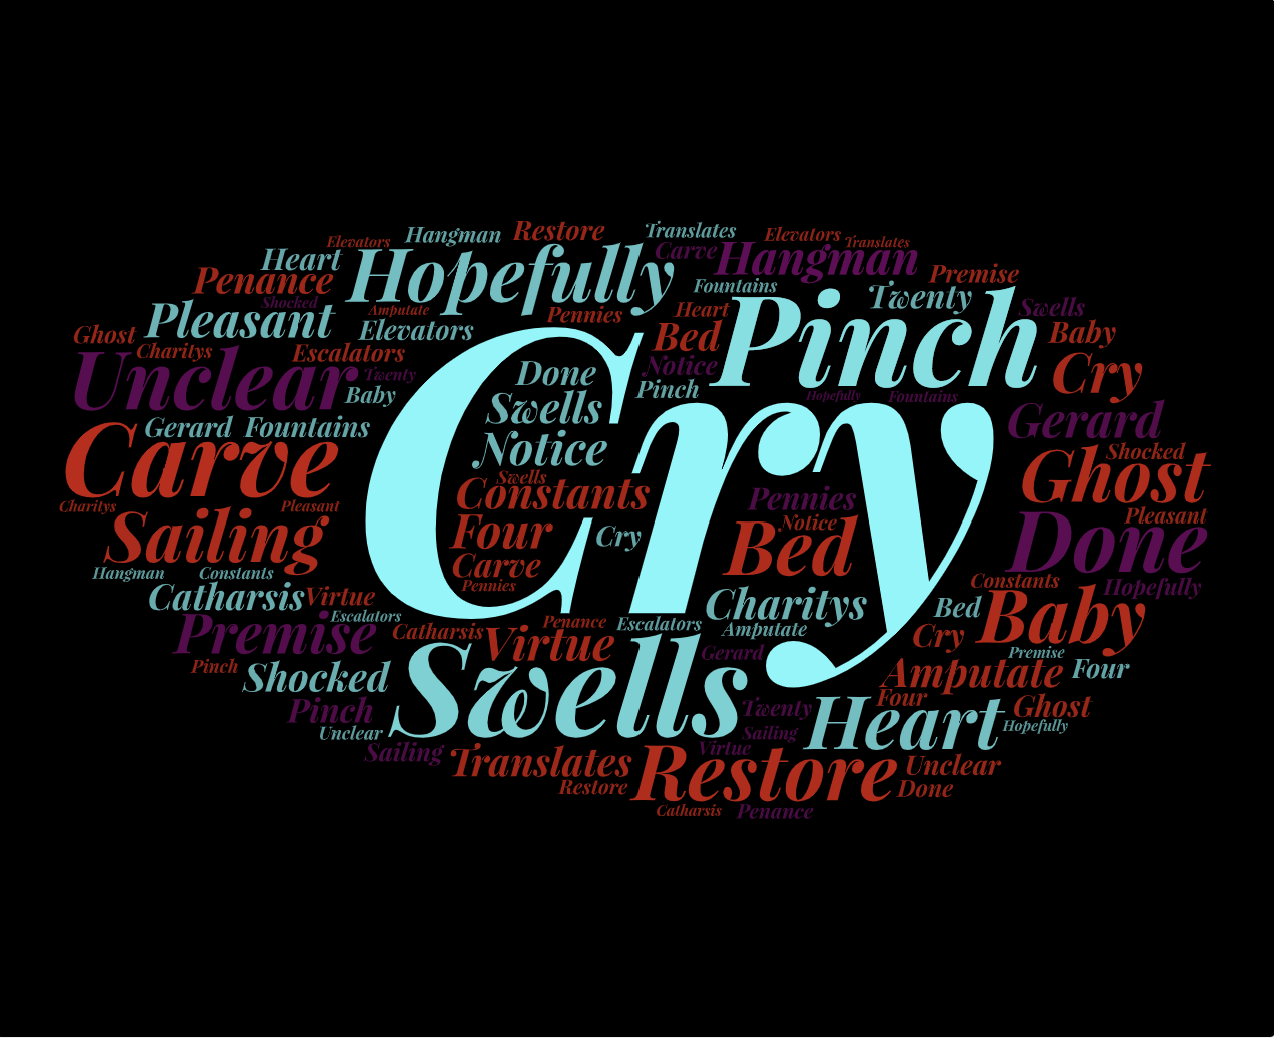 Hangman
Restore
Translates
Elevators
Elevators
Translates
Heart
Hopefully
Carve
Hangman
Premise
Penance
Fountains
Twenty
Shocked
Amputate
Pennies
Heart
Pinch
Swells
Pleasant
Elevators
Bed
Baby
Ghost
Charitys
Escalators
Cry
Done
Notice
Cry
Unclear
Twenty
Baby
Pinch
Hopefully
Fountains
Swells
Gerard
Gerard
Fountains
Notice
Carve
Shocked
Swells
Ghost
Constants
Pennies
Charitys
Pleasant
Pleasant
Sailing
Four
Cry
Notice
Bed
Done
Hangman
Constants
Carve
Constants
Pennies
Hopefully
Catharsis
Virtue
Charitys
Bed
Baby
Escalators
Penance
Escalators
Amputate
Premise
Catharsis
Virtue
Cry
Gerard
Premise
Pinch
Shocked
Swells
Amputate
Four
Pinch
Twenty
Four
Ghost
Heart
Hopefully
Unclear
Sailing
Sailing
Virtue
Translates
Restore
Unclear
Restore
Done
Catharsis
Penance